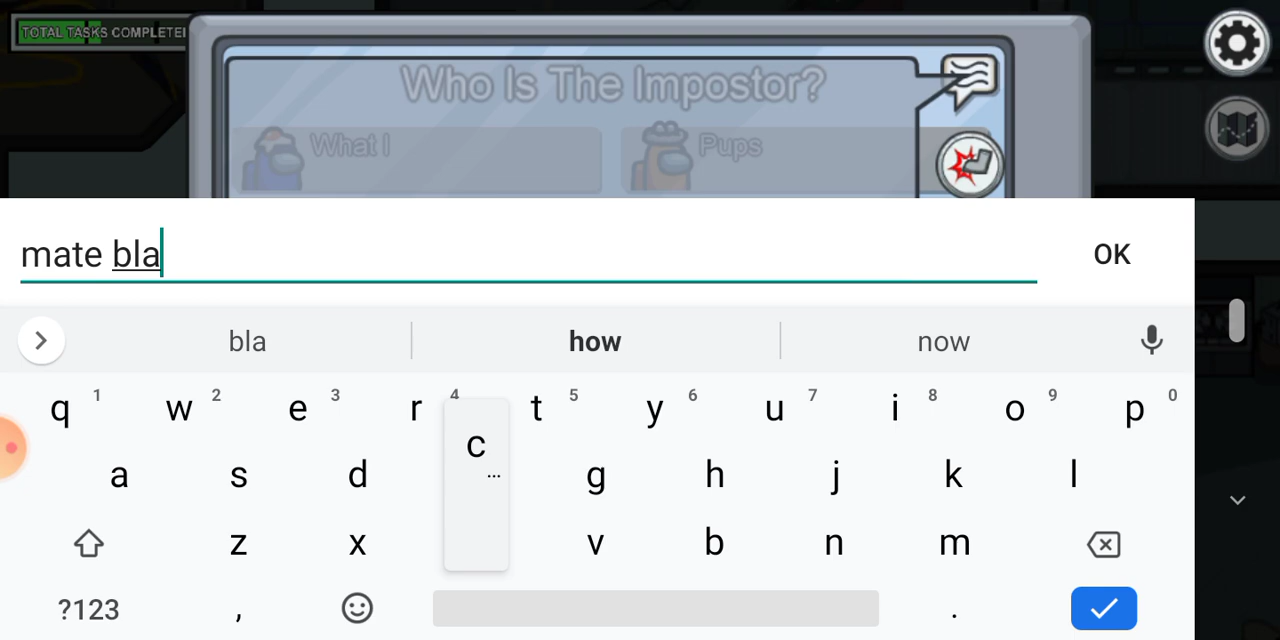 TOTAL TASKS COMPLETE
Who Is The Impostor?
What I
Pups
mate bla
OK
bla how now
q 1 w 2 e 3 r 4 t 5 y 6 u 7 i 8 o 9 p 0
a s d g h j k l
c
...
z x v b n m
?123 , .